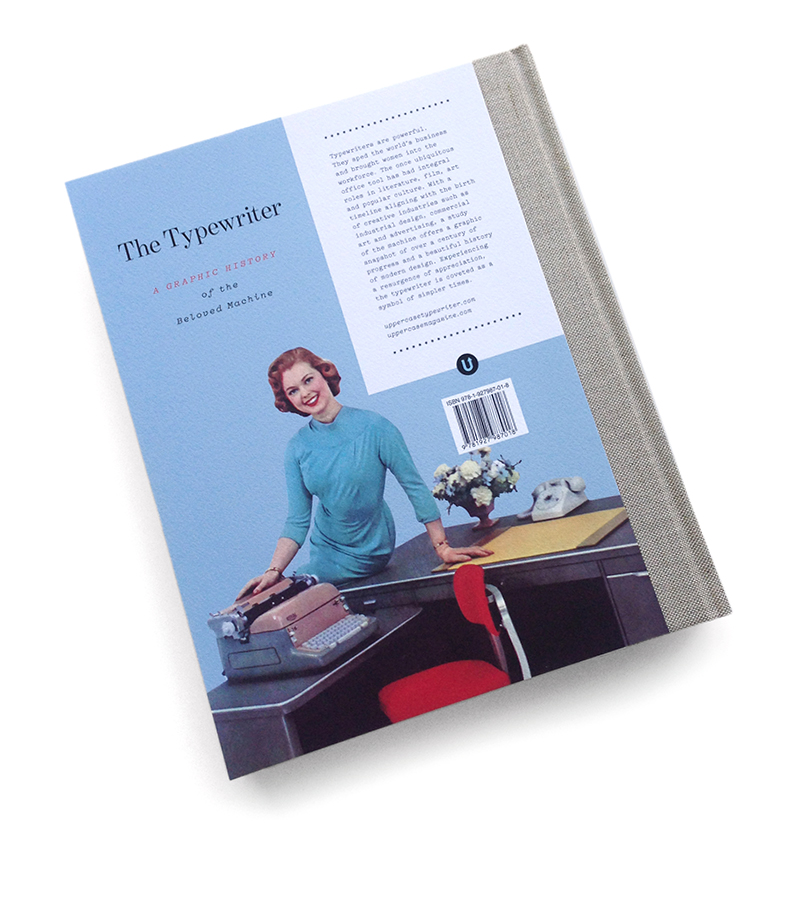 The Typewriter
A GRAPHIC HISTORY
of the
Beloved Machine
Typewriters are powerful.
They sped the world's business
and brought women into the
workforce. The once ubiquitous
office tool has had integral
roles in literature, film, art
and popular culture. With a
timeline aligning with the birth
of creative industries such as
industrial design, commercial
art and advertising, a study
of the machine offers a graphic
snapshot of over a century of
progress and a beautiful history
of modern design. Experiencing
a resurgence of appreciation,
the typewriter is coveted as a
symbol of simpler times.
uppercasetypewriter.com
uppercasemagazine.com
U
ISBN 978-1-927987-01-8
9 781927 987018